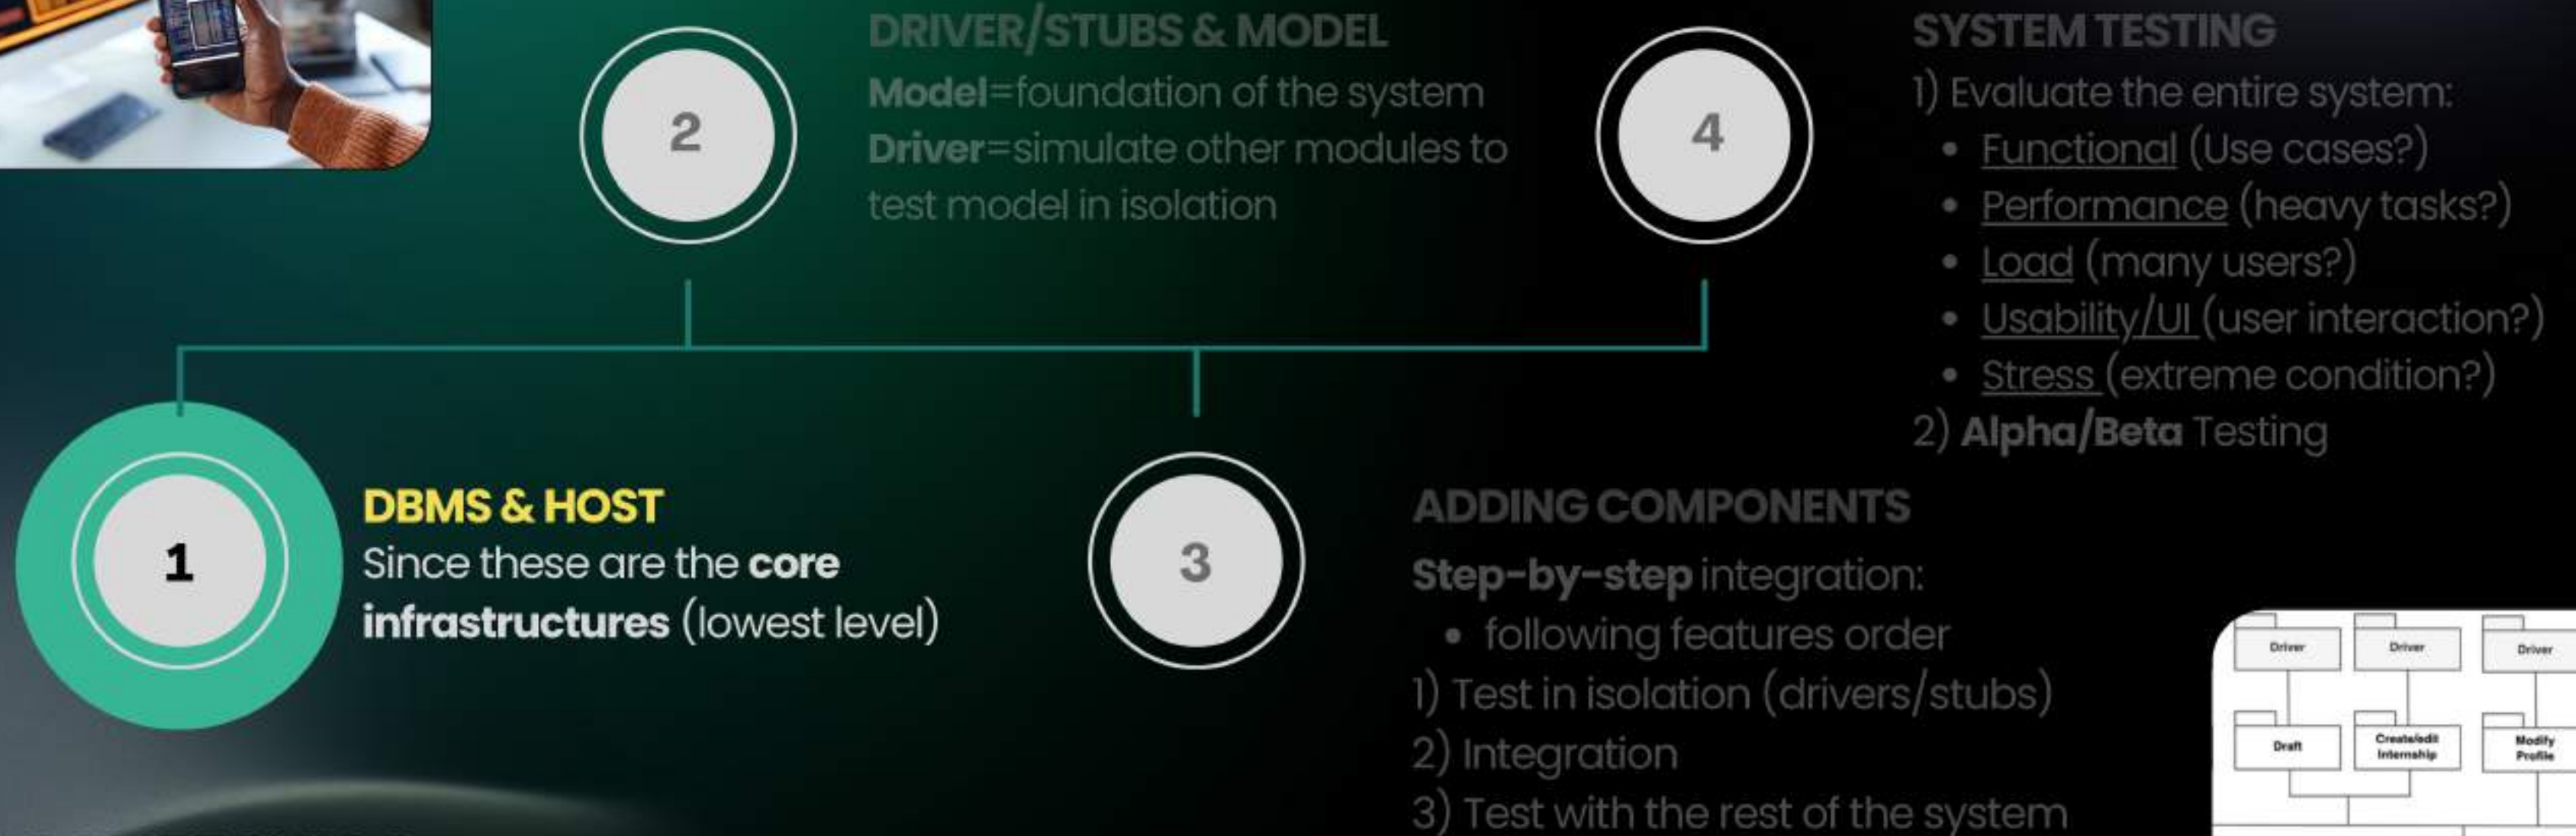 1
DBMS & HOST
Since these are the core
infrastructures (lowest level)
2
DRIVER/STUBS & MODEL
Model=foundation of the system
Driver=simulate other modules to
test model in isolation
3
ADDING COMPONENTS
Step-by-step integration:
• following features order
1) Test in isolation (drivers/stubs)
2) Integration
3) Test with the rest of the system
4
SYSTEM TESTING
1) Evaluate the entire system:
• Functional (Use cases?)
• Performance (heavy tasks?)
• Load (many users?)
• Usability/UI (user interaction?)
• Stress (extreme condition?)
2) Alpha/Beta Testing
Driver
Driver
Driver
Draft
Create/edit
Internship
Modify
Profile